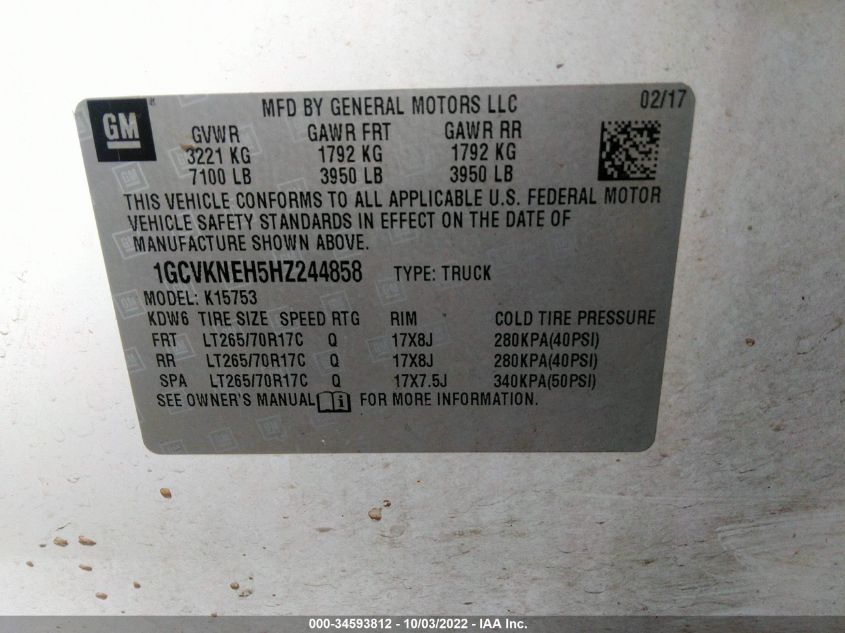 GM
MFD BY GENERAL MOTORS LLC 02/17
GVWR GAWR FRT GAWR RR
3221 KG 1792 KG 1792 KG
7100 LB 3950 LB 3950 LB
THIS VEHICLE CONFORMS TO ALL APPLICABLE U.S. FEDERAL MOTOR
VEHICLE SAFETY STANDARDS IN EFFECT ON THE DATE OF
MANUFACTURE SHOWN ABOVE.
1GCVKNEH5HZ244858 TYPE: TRUCK
MODEL: K15753
KDW6 TIRE SIZE SPEED RTG RIM COLD TIRE PRESSURE
FRT LT265/70R17C Q 17X8J 280KPA(40PSI)
RR LT265/70R17C Q 17X8J 280KPA(40PSI)
SPA LT265/70R17C Q 17X7.5J 340KPA(50PSI)
SEE OWNER'S MANUAL i FOR MORE INFORMATION.
000-34593812 - 10/03/2022 - IAA Inc.